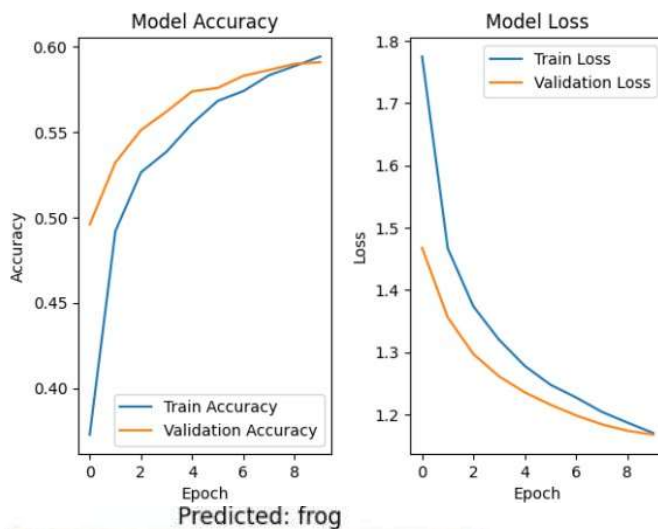 Model Accuracy
0.60
0.55
0.50
0.45
0.40
Accuracy
Train Accuracy
Validation Accuracy
0 2 4 6 8
Epoch
Model Loss
1.8
1.7
1.6
1.5
1.4
1.3
1.2
Loss
Train Loss
Validation Loss
0 2 4 6 8
Epoch
Predicted: frog